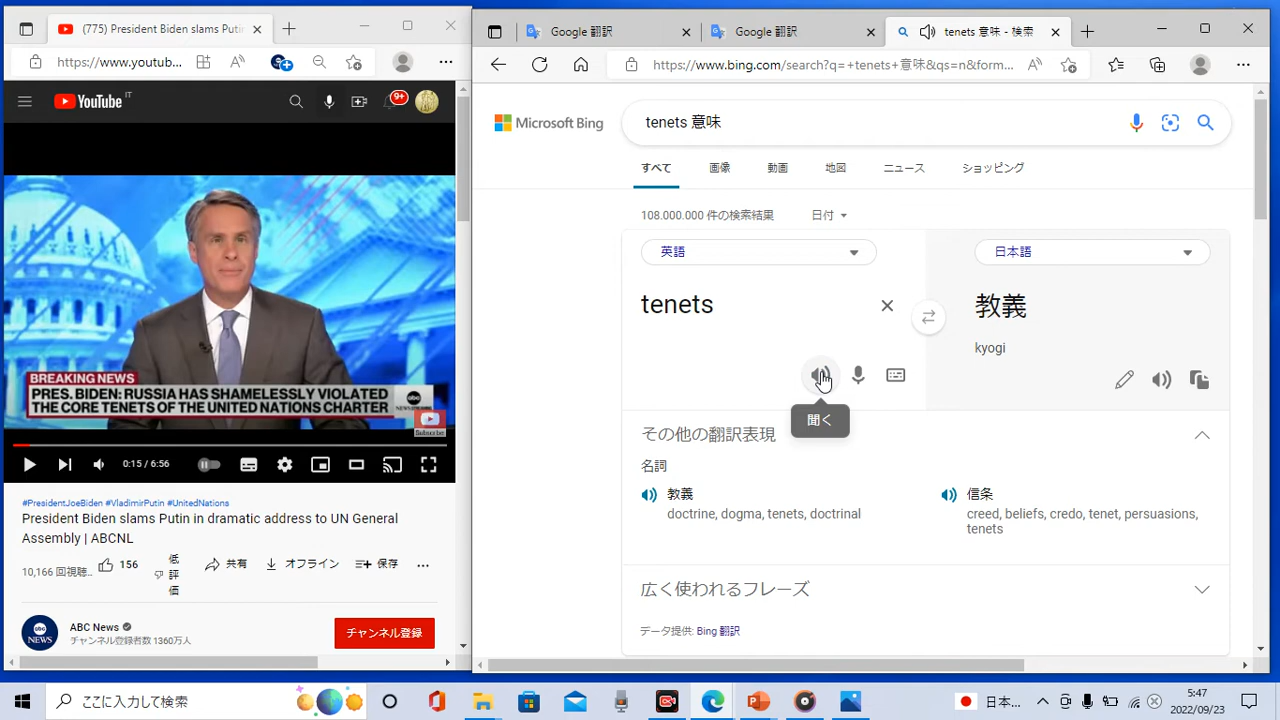 (775) President Biden slams Putin
https://www.youtub...
YouTube IT
9+
BREAKING NEWS
PRES. BIDEN: RUSSIA HAS SHAMELESSLY VIOLATED
THE CORE TENETS OF THE UNITED NATIONS CHARTER
abc NEWS
Subscribe
0:15 / 6:56
#PresidentJoeBiden #VladimirPutin #UnitedNations
President Biden slams Putin in dramatic address to UN General
Assembly | ABCNL
10,166 回視聴... 156 低評価 共有 オフライン 保存 ...
abc NEWS
ABC News
チャンネル登録者数 1360万人
チャンネル登録
Google 翻訳
Google 翻訳
tenets 意味 - 検索
https://www.bing.com/search?q=+tenets+意味&qs=n&form...
Microsoft Bing
tenets 意味
すべて 画像 動画 地図 ニュース ショッピング
108.000.000 件の検索結果 日付
英語 日本語
tenets 教義
kyogi
聞く
その他の翻訳表現
名詞
教義
doctrine, dogma, tenets, doctrinal
信条
creed, beliefs, credo, tenet, persuasions,
tenets
広く使われるフレーズ
データ提供: Bing 翻訳
ここに入力して検索
日本...
5:47
2022/09/23